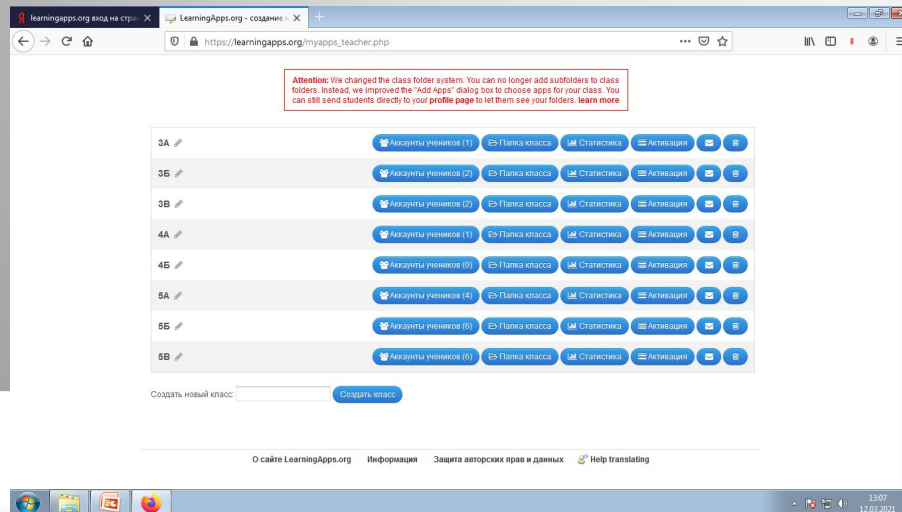 learningapps.org вход на стра
LearningApps.org - создание
https://learningapps.org/myapps_teacher.php
Attention: We changed the class folder system. You can no longer add subfolders to class
folders. Instead, we improved the "Add Apps" dialog box to choose apps for your class. You
can still send students directly to your profile page to let them see your folders. learn more
3А Аккаунты учеников (1) Папка класса Статистика Активация
3Б Аккаунты учеников (2) Папка класса Статистика Активация
3В Аккаунты учеников (2) Папка класса Статистика Активация
4А Аккаунты учеников (1) Папка класса Статистика Активация
4Б Аккаунты учеников (0) Папка класса Статистика Активация
5А Аккаунты учеников (4) Папка класса Статистика Активация
5Б Аккаунты учеников (6) Папка класса Статистика Активация
5В Аккаунты учеников (6) Папка класса Статистика Активация
Создать новый класс: Создать класс
О сайте LearningApps.org Информация Защита авторских прав и данных Help translating
13:07
12.03.2021